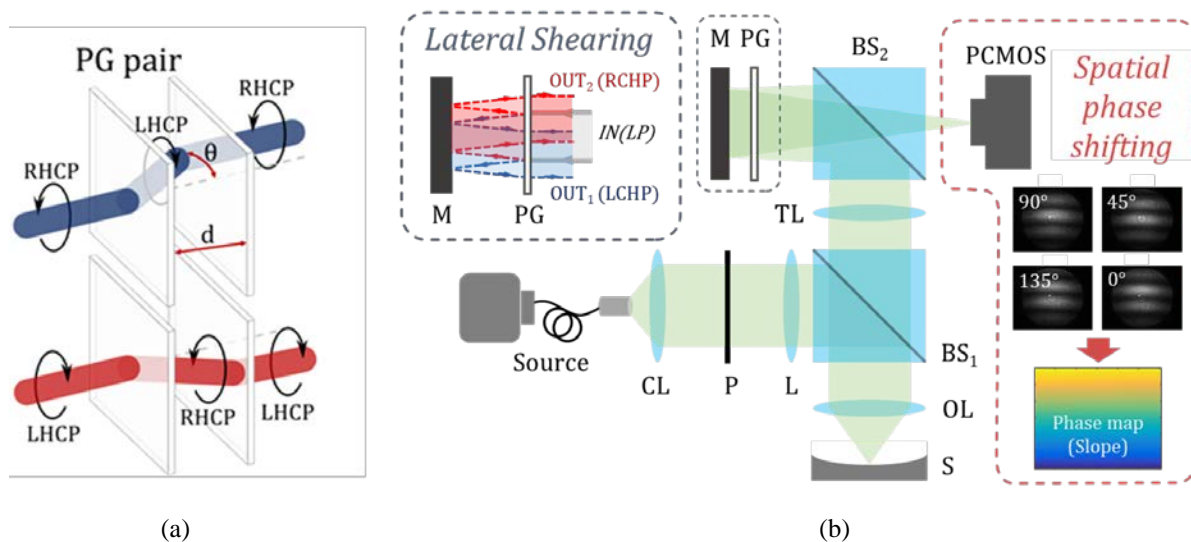 PG pair
RHCP
LHCP
RHCP
θ
d
LHCP
RHCP
LHCP
(a)
Lateral Shearing
OUT2 (RCHP)
IN(LP)
OUT1 (LCHP)
M
PG
M PG
BS2
PCMOS
Spatial
phase
shifting
TL
90°
45°
135°
0°
Source
CL
P
L
BS1
OL
S
Phase map
(Slope)
(b)